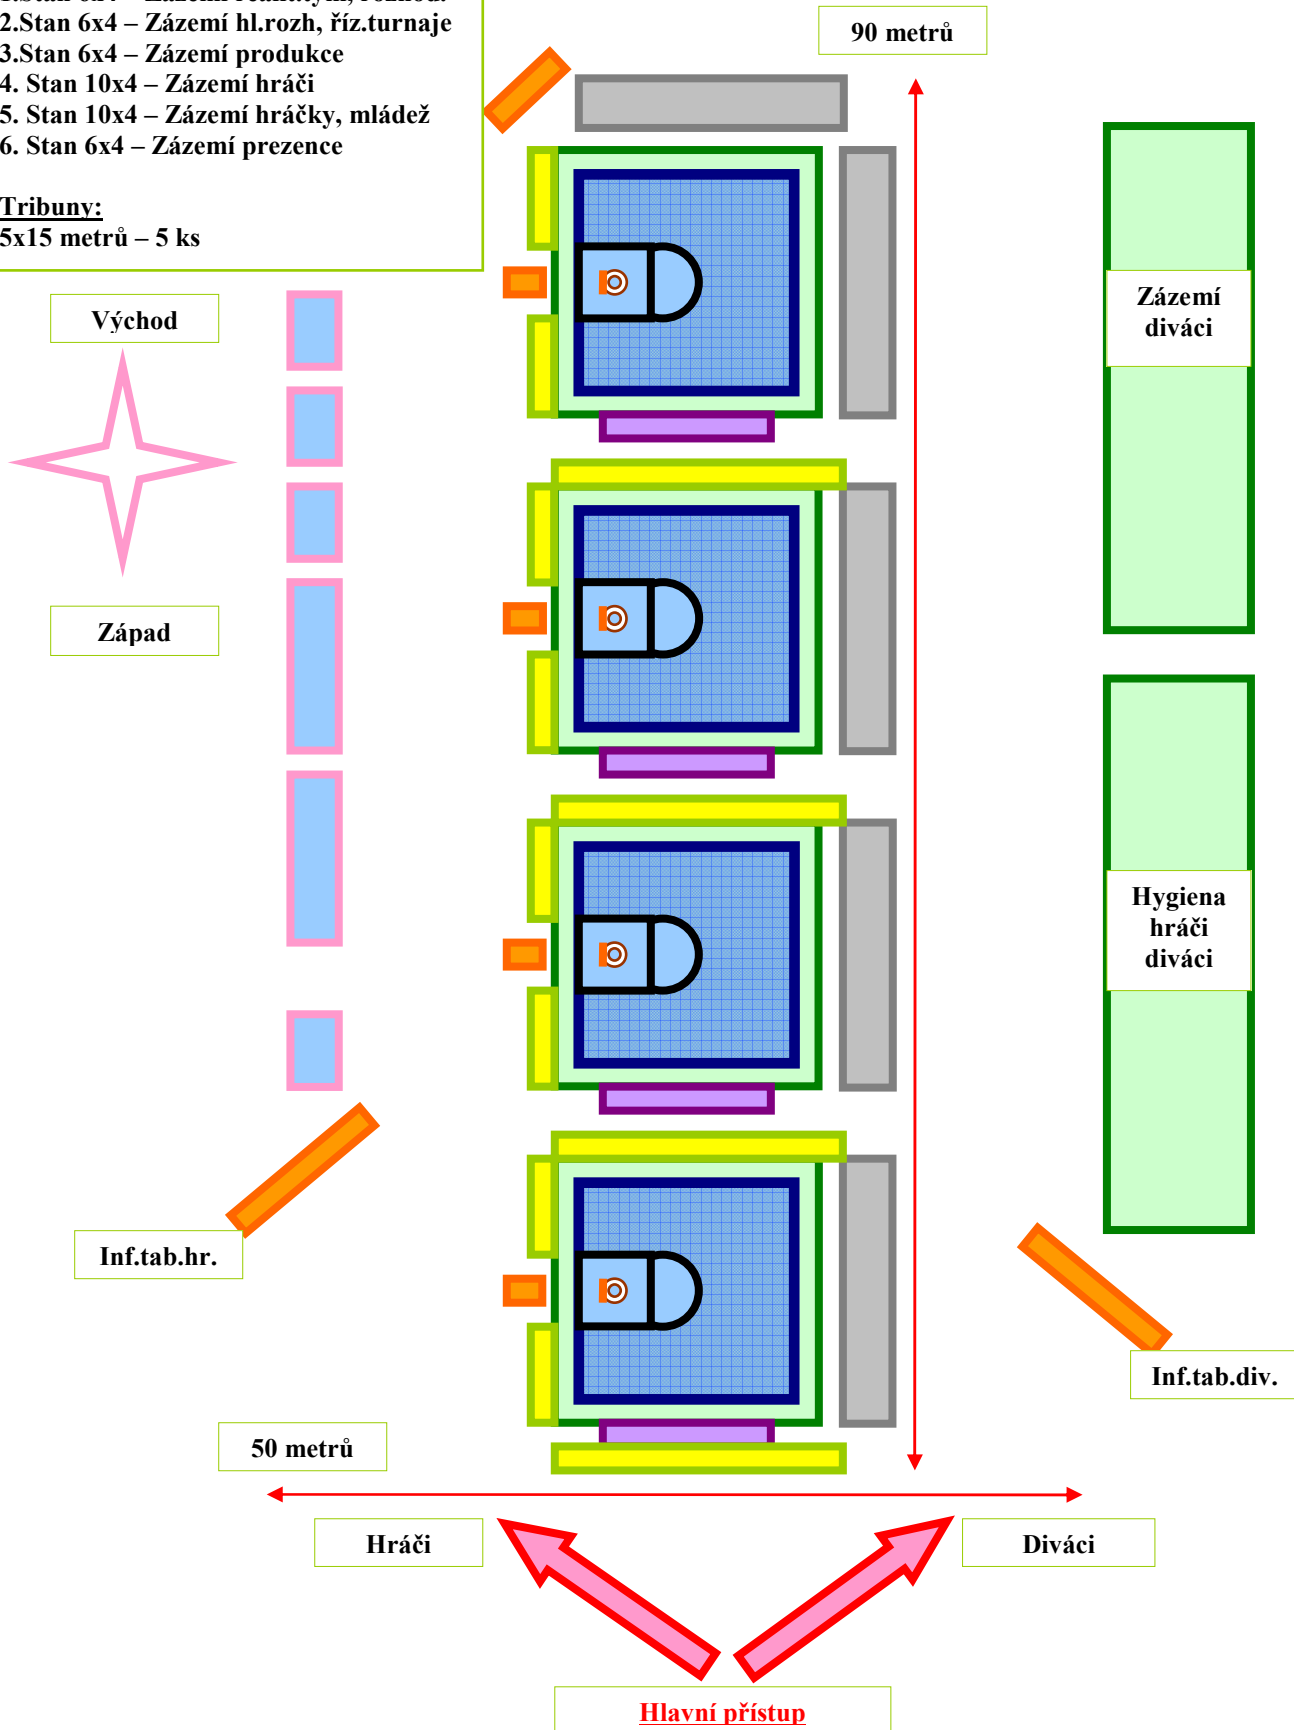 2.Stan 6x4 – Zázemí hl.rozh, říz.turnaje
3.Stan 6x4 – Zázemí produkce
4. Stan 10x4 – Zázemí hráči
5. Stan 10x4 – Zázemí hráčky, mládež
6. Stan 6x4 – Zázemí prezence
Tribuny:
5x15 metrů – 5 ks
90 metrů
Východ
Západ
Zázemí
diváci
Hygiena
hráči
diváci
Inf.tab.hr.
Inf.tab.div.
50 metrů
Hráči
Diváci
Hlavní přístup